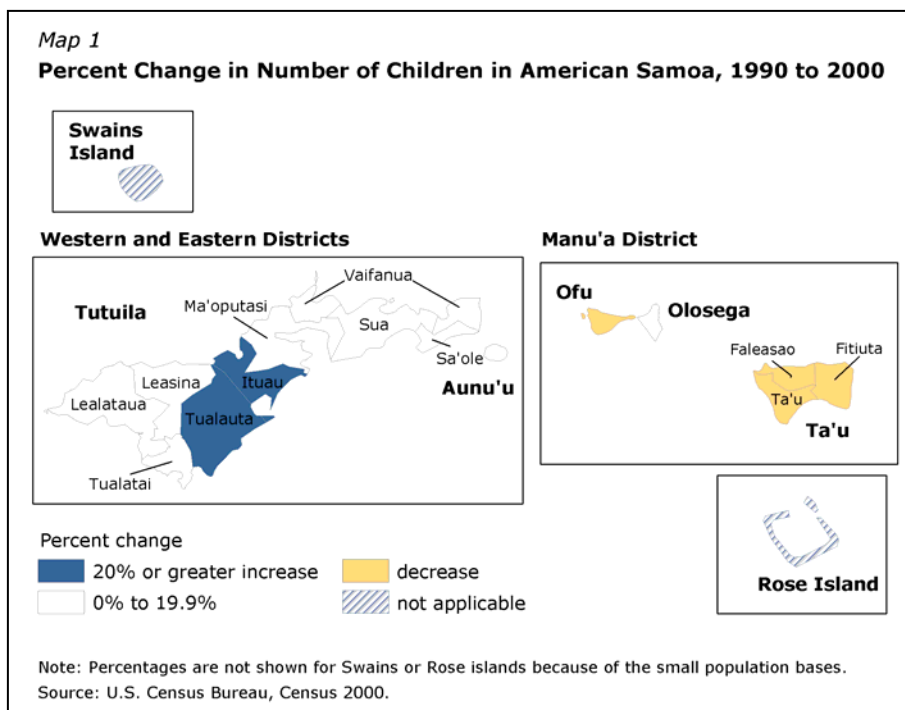 Map 1
Percent Change in Number of Children in American Samoa, 1990 to 2000
Swains
Island
Western and Eastern Districts
Manu'a District
Tutuila
Ma'oputasi
Vaifanua
Sua
Sa'ole
Aunu'u
Leasina
Ituau
Lealataua
Tualauta
Tualatai
Ofu
Olosega
Faleasao
Fitiuta
Ta'u
Ta'u
Rose Island
Percent change
20% or greater increase
decrease
0% to 19.9%
not applicable
Note: Percentages are not shown for Swains or Rose islands because of the small population bases.
Source: U.S. Census Bureau, Census 2000.